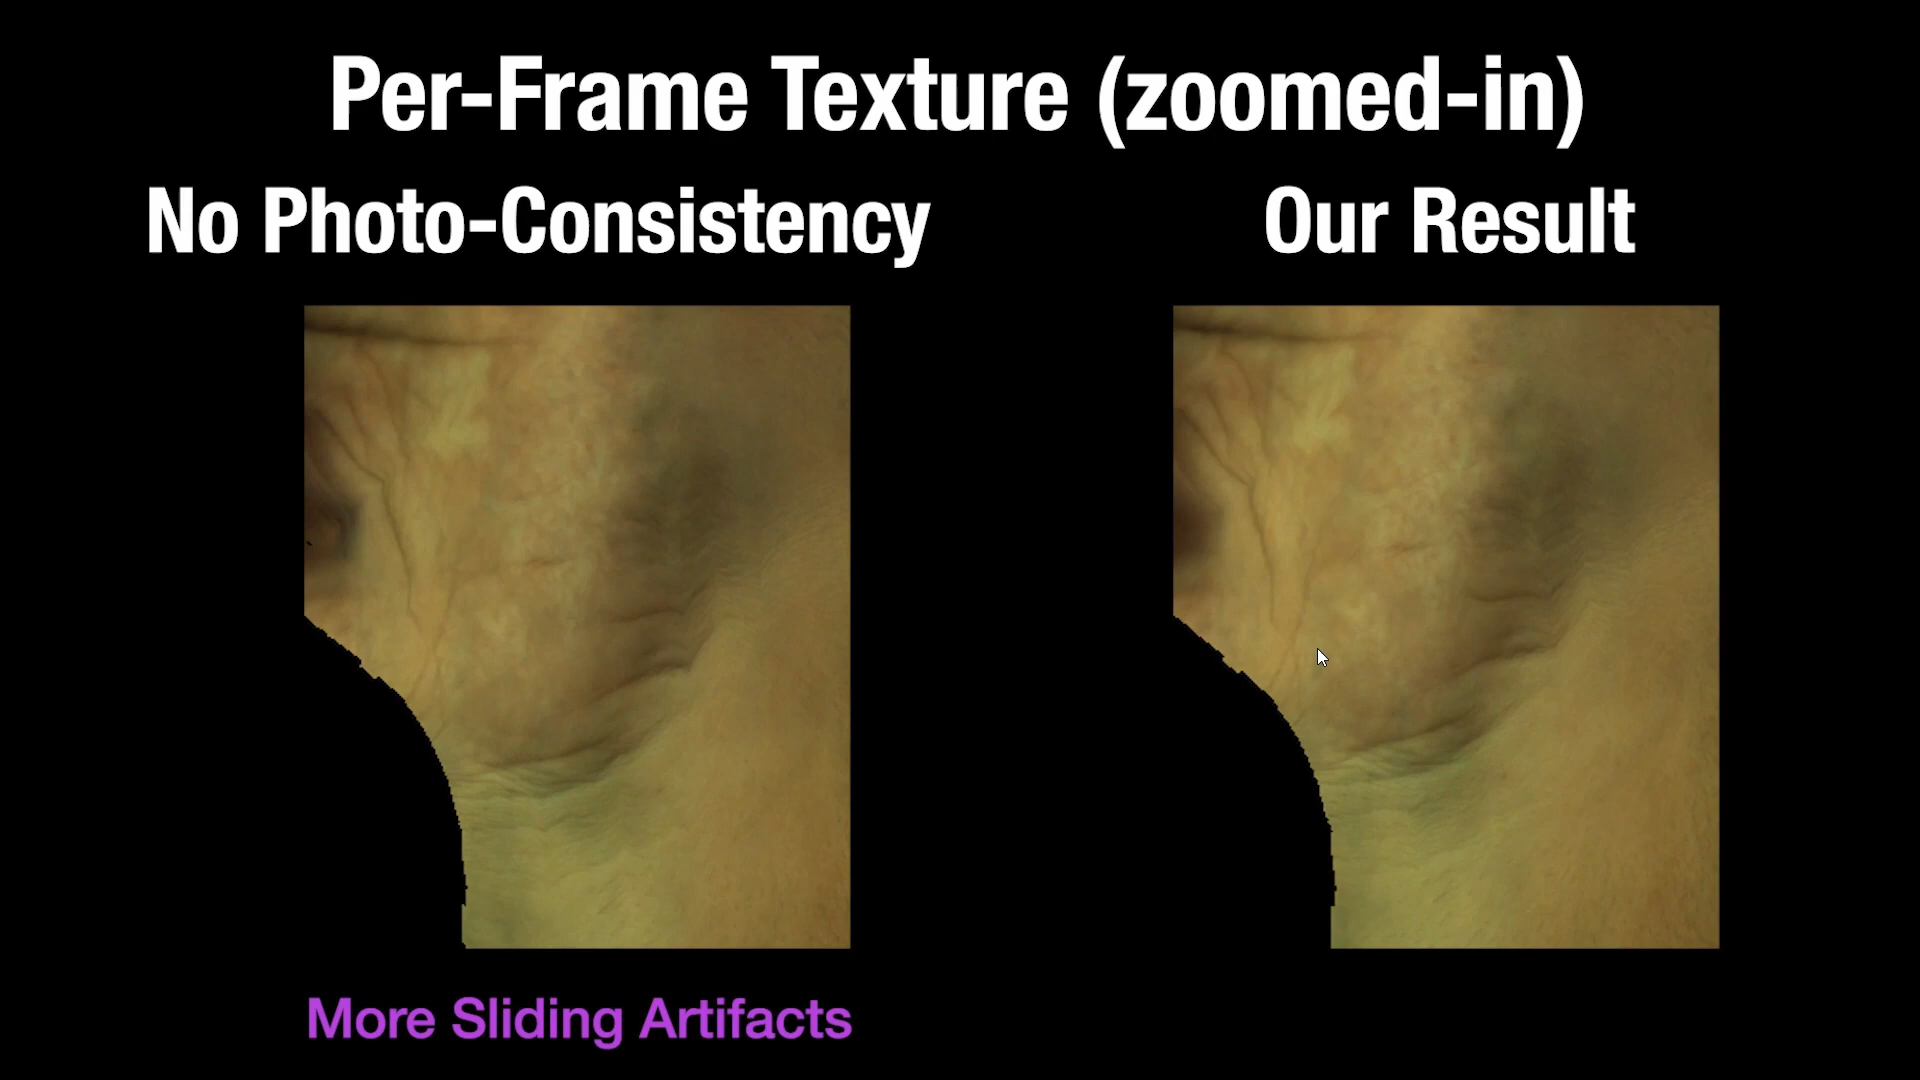 Per-Frame Texture (zoomed-in)
No Photo-Consistency
Our Result
More Sliding Artifacts